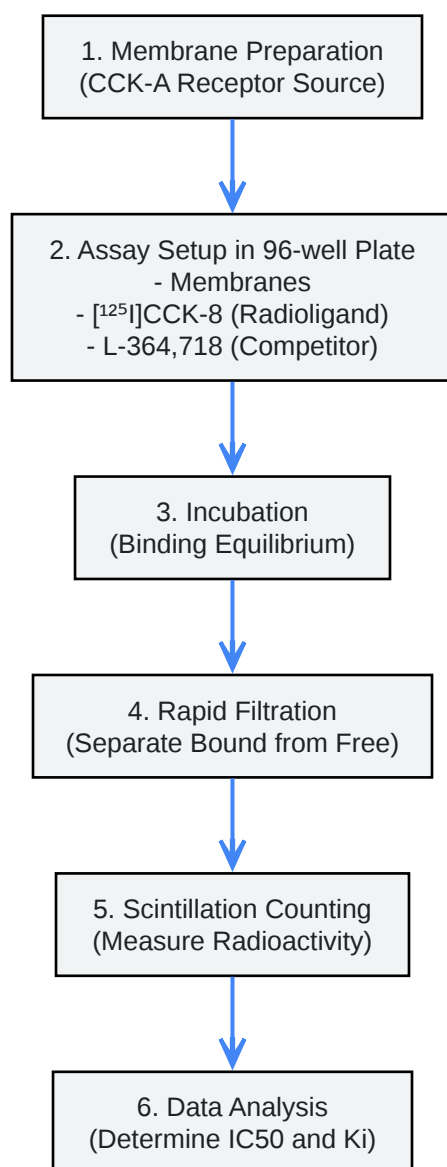 1. Membrane Preparation
(CCK-A Receptor Source)
2. Assay Setup in 96-well Plate
- Membranes
- [¹²⁵I]CCK-8 (Radioligand)
- L-364,718 (Competitor)
3. Incubation
(Binding Equilibrium)
4. Rapid Filtration
(Separate Bound from Free)
5. Scintillation Counting
(Measure Radioactivity)
6. Data Analysis
(Determine IC50 and Ki)